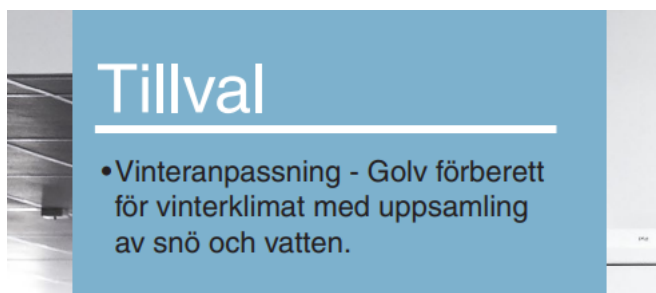 Tillval
•Vinteranpassning - Golv förberett
för vinterklimat med uppsamling
av snö och vatten.